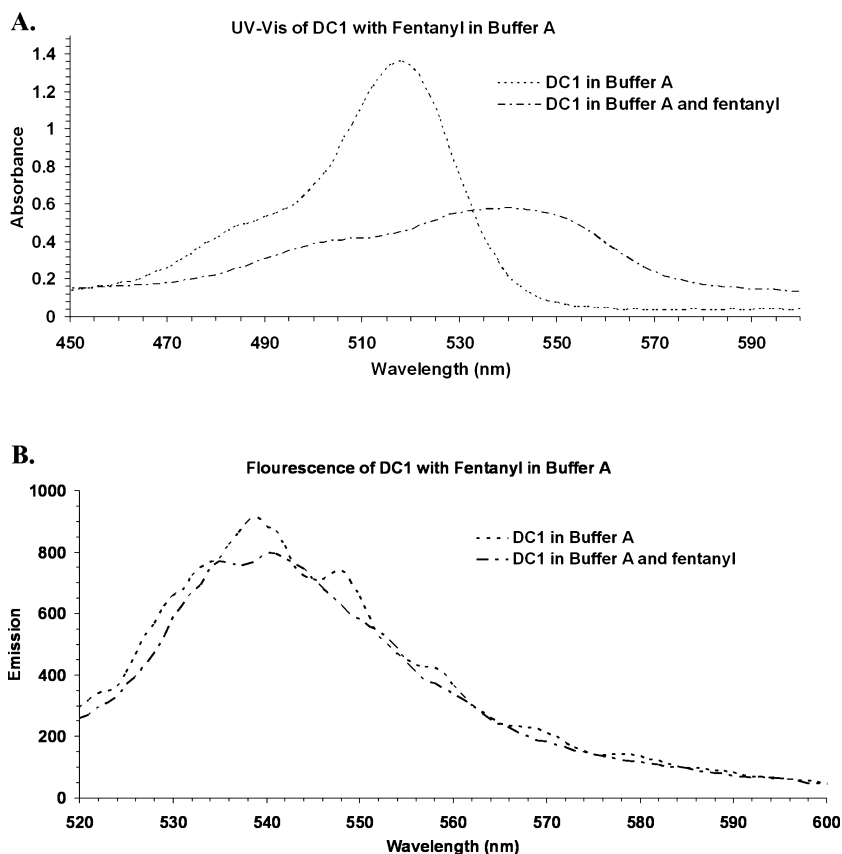 A.
UV-Vis of DC1 with Fentanyl in Buffer A
DC1 in Buffer A
DC1 in Buffer A and fentanyl
Absorbance
1.4
1.2
1
0.8
0.6
0.4
0.2
0
450 470 490 510 530 550 570 590
Wavelength (nm)
B.
Flourescence of DC1 with Fentanyl in Buffer A
DC1 in Buffer A
DC1 in Buffer A and fentanyl
Emission
1000
800
600
400
200
0
520 530 540 550 560 570 580 590 600
Wavelength (nm)